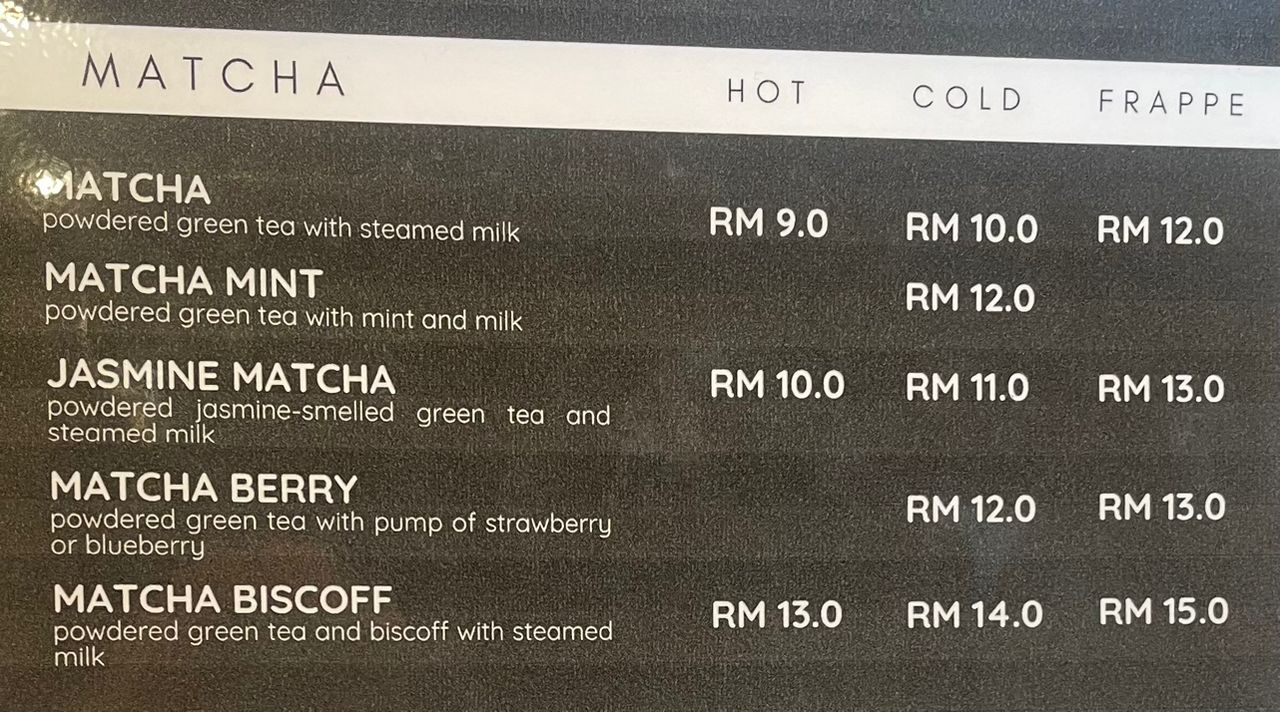 MATCHA HOT COLD FRAPPE
MATCHA
powdered green tea with steamed milk
RM 9.0 RM 10.0 RM 12.0
MATCHA MINT
powdered green tea with mint and milk
RM 12.0
JASMINE MATCHA
powdered jasmine-smelled green tea and
steamed milk
RM 10.0 RM 11.0 RM 13.0
MATCHA BERRY
powdered green tea with pump of strawberry
or blueberry
RM 12.0 RM 13.0
MATCHA BISCOFF
powdered green tea and biscoff with steamed
milk
RM 13.0 RM 14.0 RM 15.0